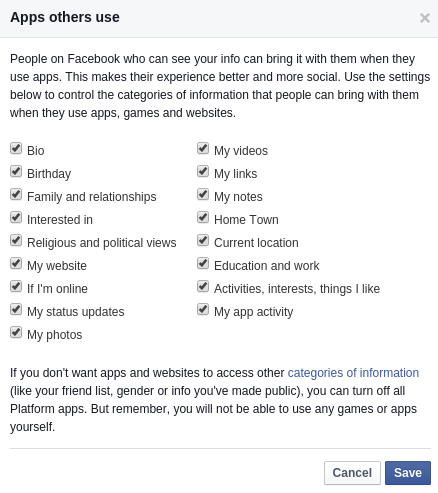 Apps others use
People on Facebook who can see your info can bring it with them when they
use apps. This makes their experience better and more social. Use the settings
below to control the categories of information that people can bring with them
when they use apps, games and websites.
Bio
Birthday
Family and relationships
Interested in
Religious and political views
My website
If I'm online
My status updates
My photos
My videos
My links
My notes
Home Town
Current location
Education and work
Activities, interests, things I like
My app activity
If you don't want apps and websites to access other categories of information
(like your friend list, gender or info you've made public), you can turn off all
Platform apps. But remember, you will not be able to use any games or apps
yourself.
Cancel
Save